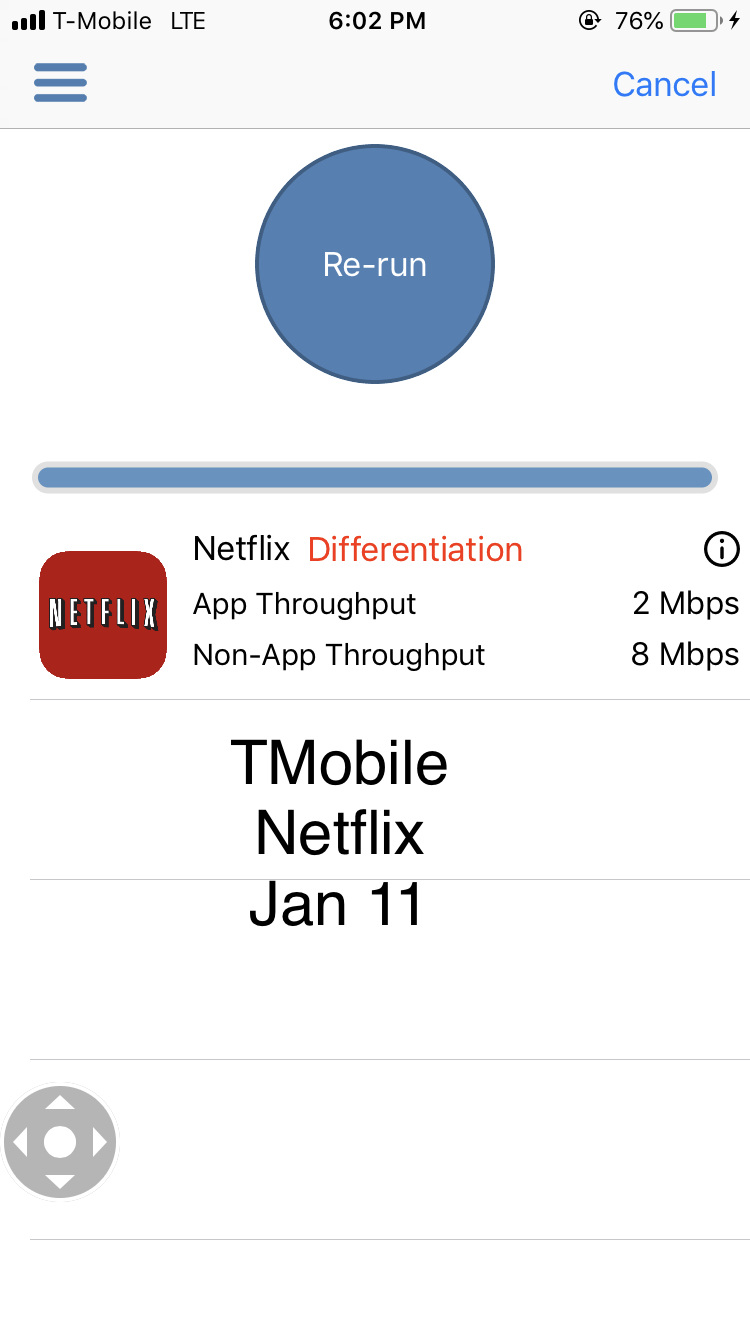 T-Mobile LTE 6:02 PM 76%
Cancel
Re-run
Netflix Differentiation
NETFLIX
App Throughput 2 Mbps
Non-App Throughput 8 Mbps
TMobile
Netflix
Jan 11